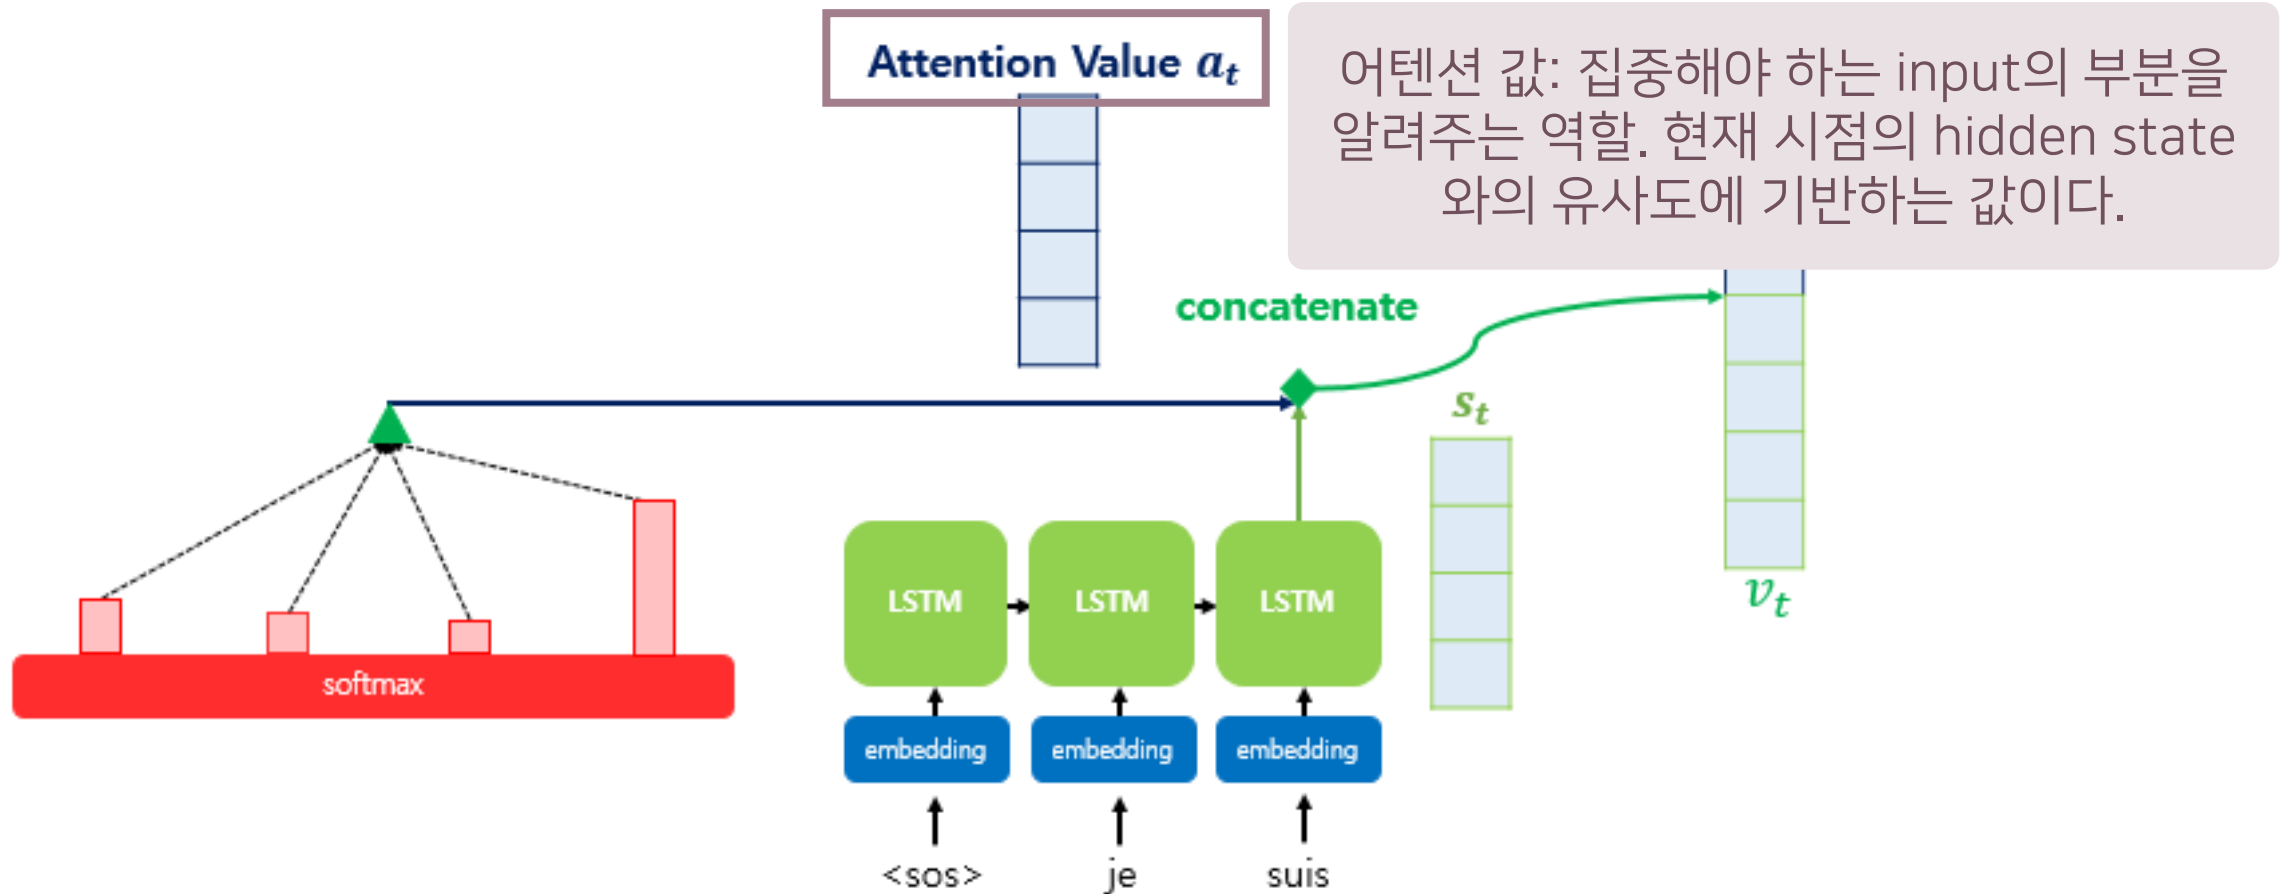 Attention Value aₜ
어텐션 값: 집중해야 하는 input의 부분을
알려주는 역할. 현재 시점의 hidden state
와의 유사도에 기반하는 값이다.
concatenate
sₜ
vₜ
LSTM LSTM LSTM
softmax
embedding embedding embedding
<sos> je suis